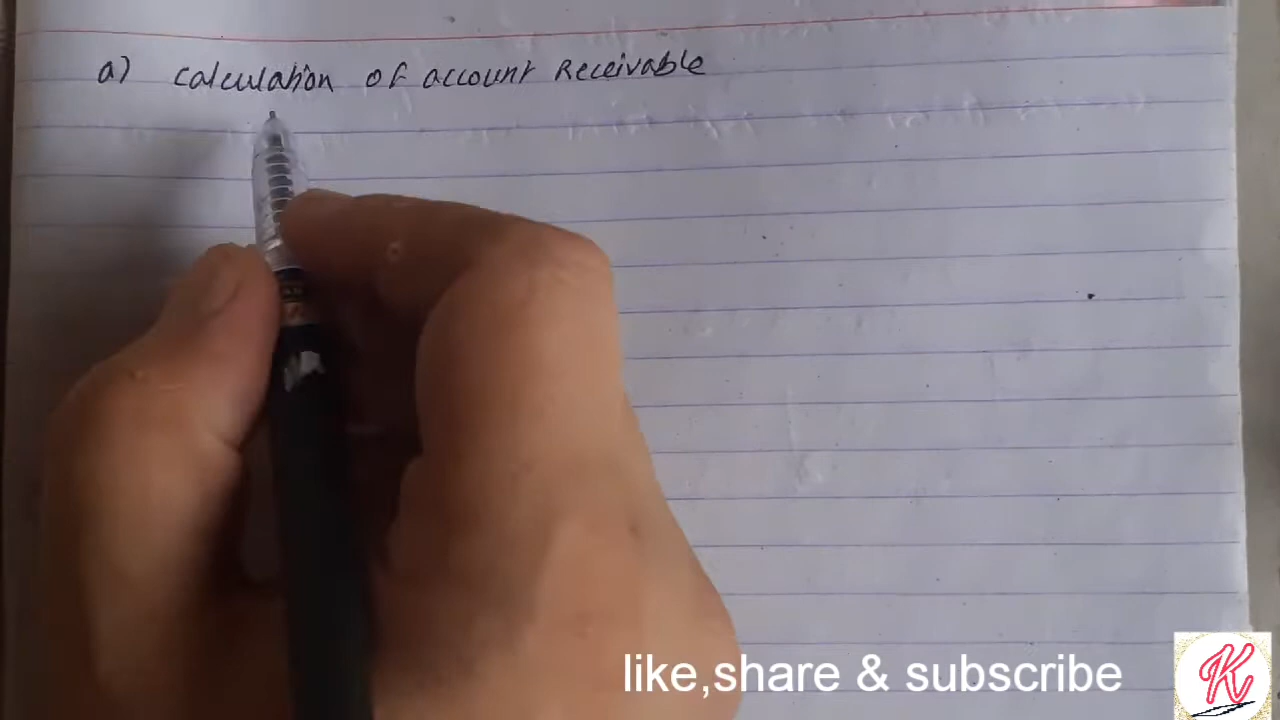 a) Calculation of account Receivable
like,share & subscribe
K